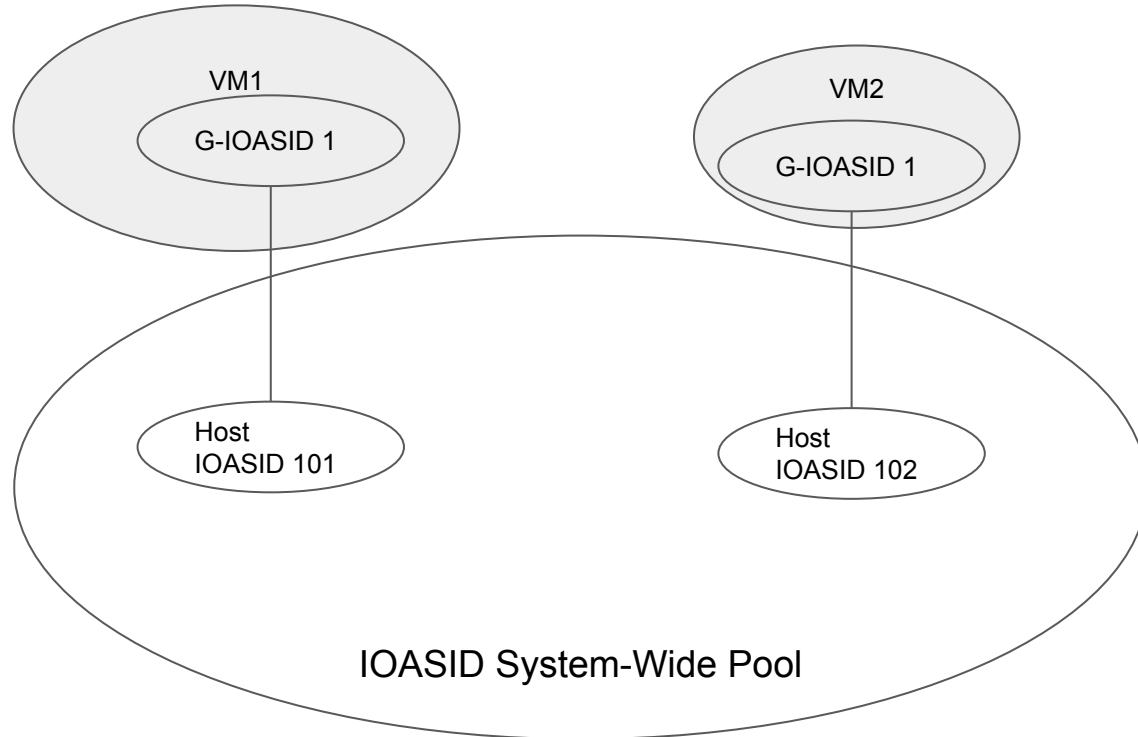 VM1
G-IOASID 1
VM2
G-IOASID 1
Host
IOASID 101
Host
IOASID 102
IOASID System-Wide Pool